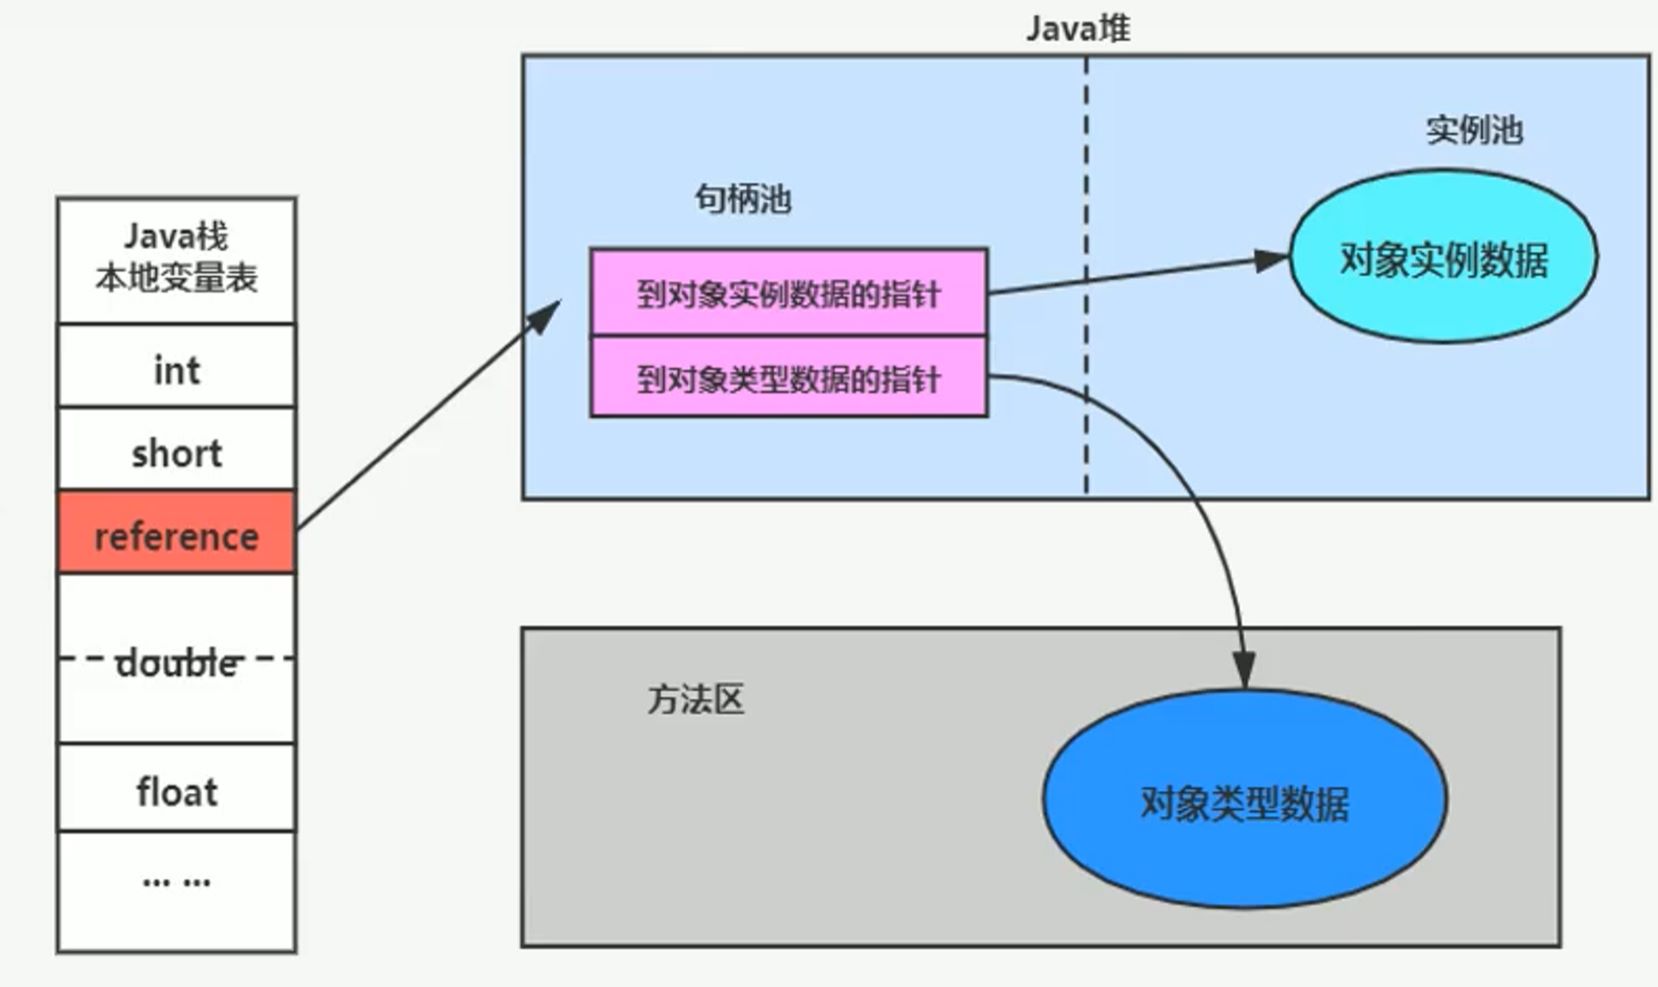 Java堆
实例池
句柄池
到对象实例数据的指针
到对象类型数据的指针
对象实例数据
Java栈
本地变量表
int
short
reference
double
float
... ...
方法区
对象类型数据